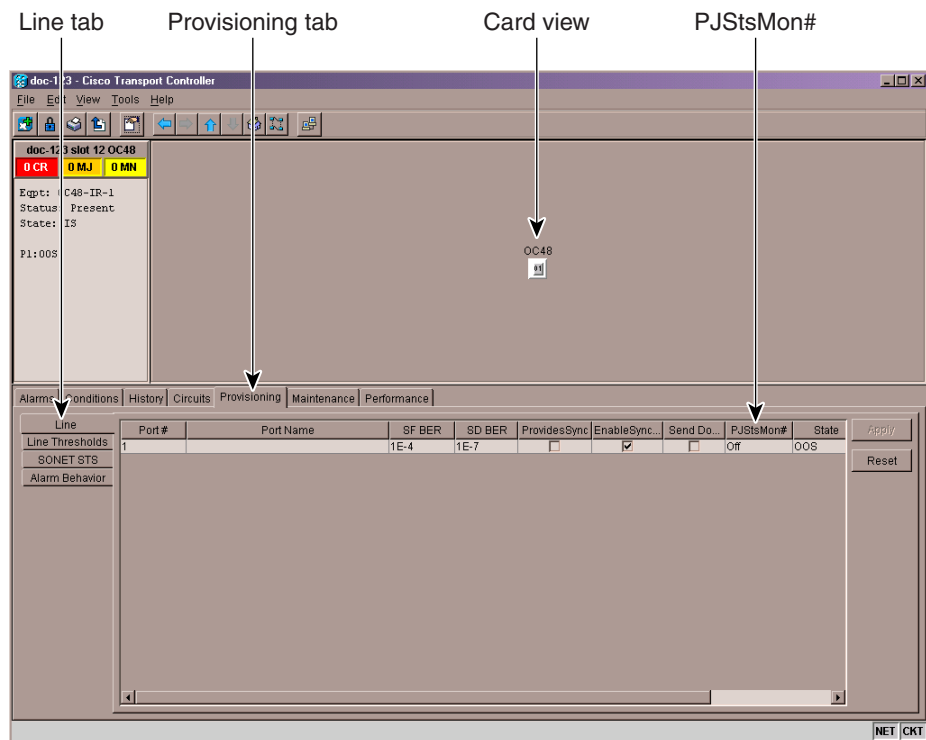 Line tab Provisioning tab Card view PJStsMon#
doc-123 - Cisco Transport Controller
File Edit View Tools Help
doc-123 slot 12 OC48
0 CR 0 MJ 0 MN
Eqpt: OC48-IR-1
Status: Present
State: IS
P1:OOS
OC48
01
Alarms Conditions History Circuits Provisioning Maintenance Performance
Line
Line Thresholds
SONET STS
Alarm Behavior
Port # Port Name SF BER SD BER ProvidesSync EnableSync... Send Do... PJStsMon# State
1 1E-4 1E-7 Off OOS
Apply
Reset
NET CKT